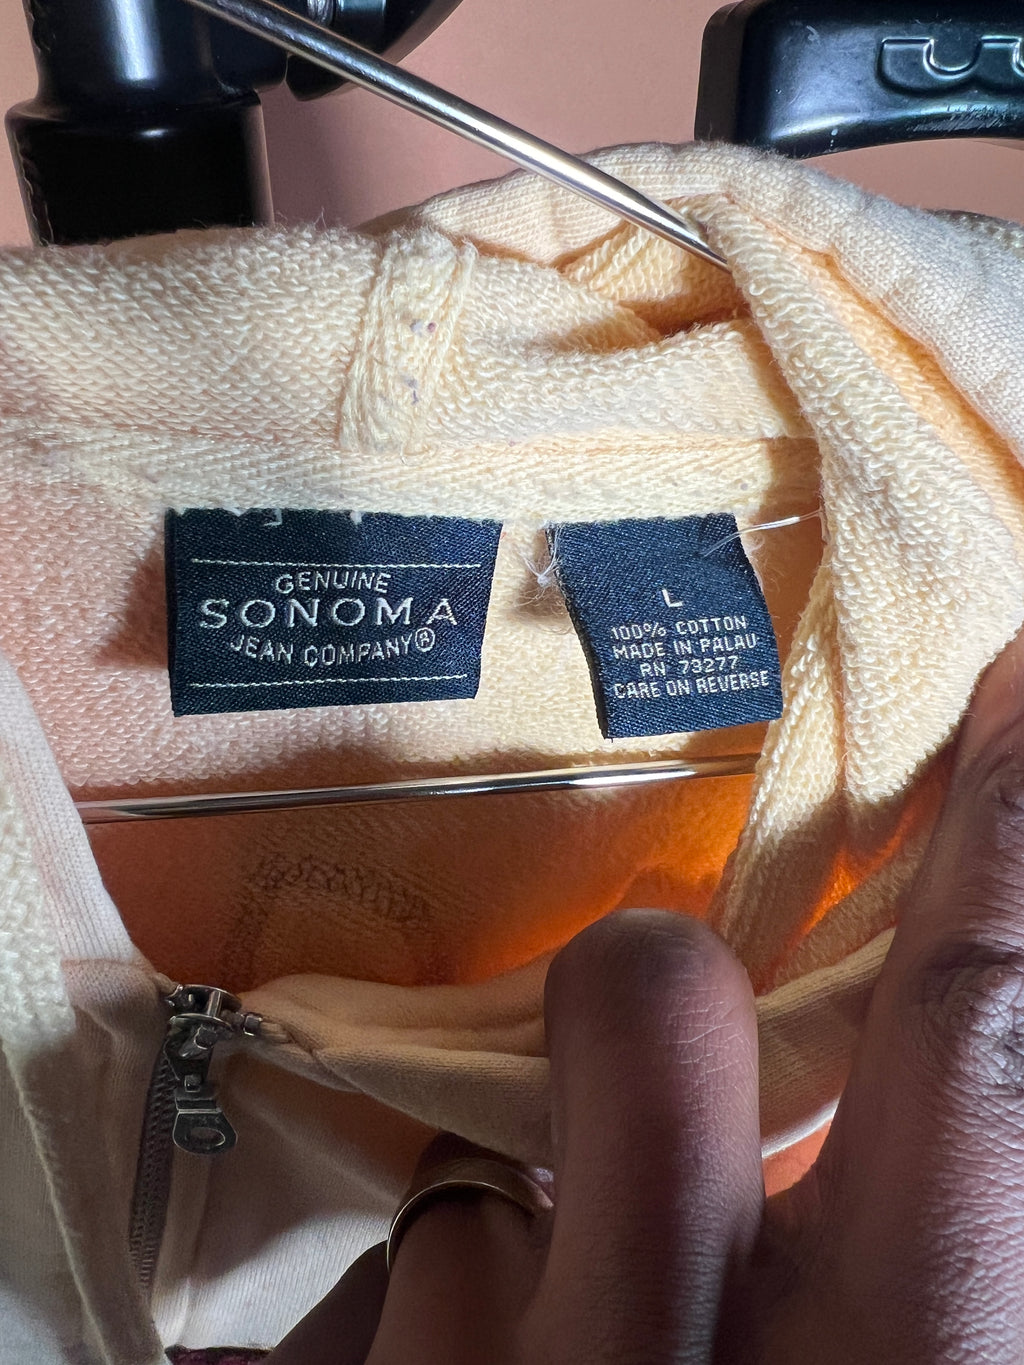 GENUINE
SONOMA
JEAN COMPANY®
L
100% COTTON
MADE IN PALAU
RN 73277
CARE ON REVERSE